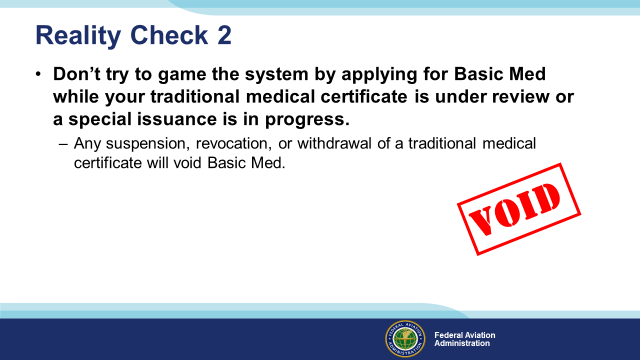 Reality Check 2
• Don't try to game the system by applying for Basic Med
while your traditional medical certificate is under review or
a special issuance is in progress.
– Any suspension, revocation, or withdrawal of a traditional medical
certificate will void Basic Med.
VOID
Federal Aviation
Administration